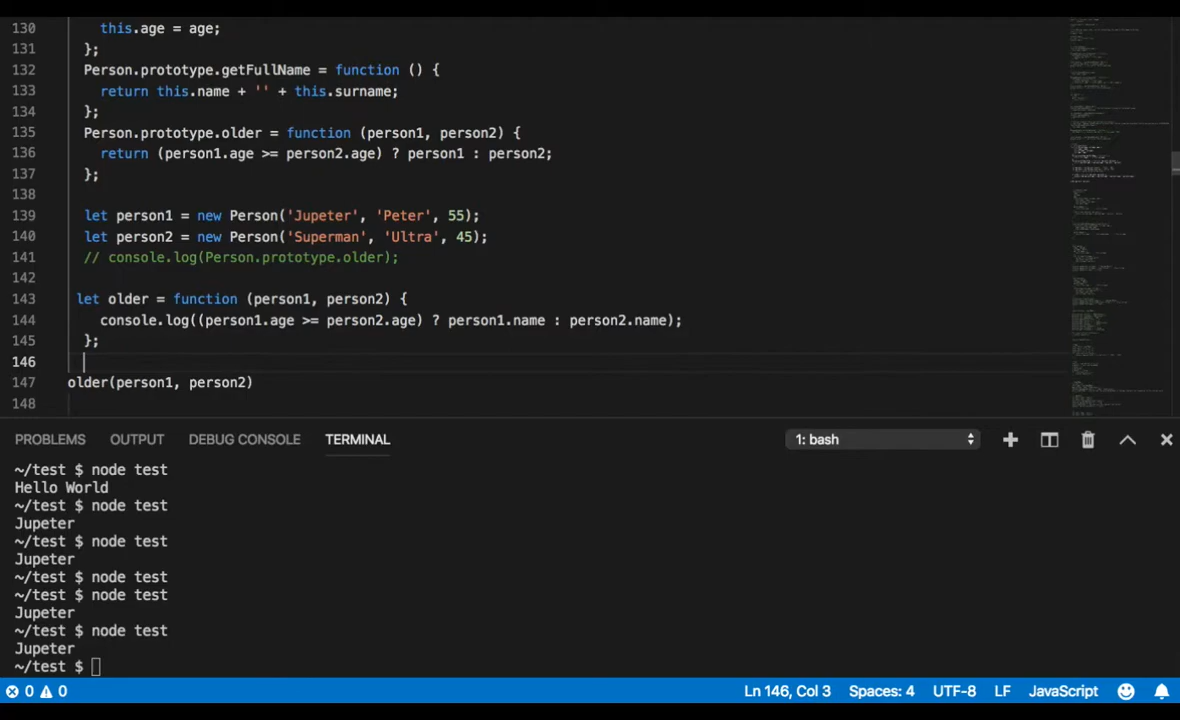 130 this.age = age;
131 };
132 Person.prototype.getFullName = function () {
133 return this.name + '' + this.surname;
134 };
135 Person.prototype.older = function (person1, person2) {
136 return (person1.age >= person2.age) ? person1 : person2;
137 };
138
139 let person1 = new Person('Jupeter', 'Peter', 55);
140 let person2 = new Person('Superman', 'Ultra', 45);
141 // console.log(Person.prototype.older);
142
143 let older = function (person1, person2) {
144 console.log((person1.age >= person2.age) ? person1.name : person2.name);
145 };
146
147 older(person1, person2)
148
PROBLEMS OUTPUT DEBUG CONSOLE TERMINAL 1: bash
~/test $ node test
Hello World
~/test $ node test
Jupeter
~/test $ node test
Jupeter
~/test $ node test
~/test $ node test
Jupeter
~/test $ node test
Jupeter
~/test $
0 0 Ln 146, Col 3 Spaces: 4 UTF-8 LF JavaScript